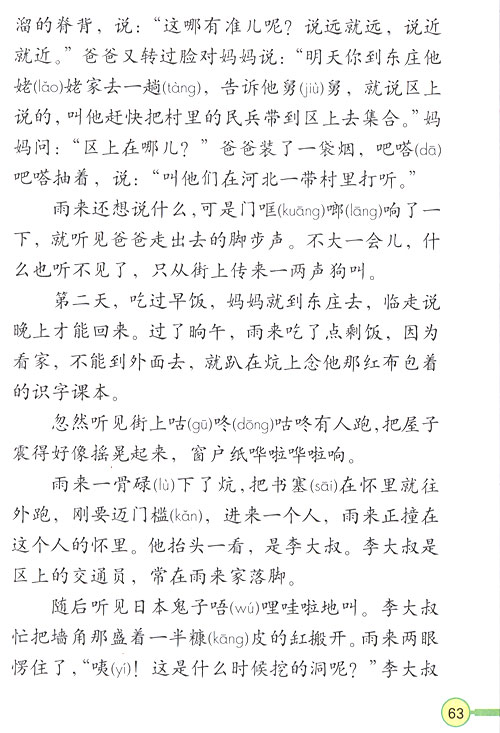 溜的脊背，说：“这哪有准儿呢？说远就远，说近
就近。”爸爸又转过脸对妈妈说：“明天你到东庄他
姥(lǎo)姥家去一趟(tàng)，告诉他舅(jiù)舅，就说区上
说的，叫他赶快把村里的民兵带到区上去集合。”妈
妈问：“区上在哪儿？”爸爸装了一袋烟，吧嗒(dā)
吧嗒抽着，说：“叫他们在河北一带村里打听。”
雨来还想说什么，可是门哐(kuāng)啷(lāng)响了一
下，就听见爸爸走出去的脚步声。不大一会儿，什
么也听不见了，只从街上传来一两声狗叫。
第二天，吃过早饭，妈妈就到东庄去，临走说
晚上才能回来。过了晌午，雨来吃了点剩饭，因为
看家，不能到外面去，就趴在炕上念他那红布包着
的识字课本。
忽然听见街上咕(gū)咚(dōng)咕咚有人跑，把屋子
震得好像摇晃起来，窗户纸哗啦哗啦响。
雨来一骨碌(lù)下了炕，把书塞(sāi)在怀里就往
外跑，刚要迈门槛(kǎn)，进来一个人，雨来正撞在
这个人的怀里。他抬头一看，是李大叔。李大叔是
区上的交通员，常在雨来家落脚。
随后听见日本鬼子唔(wú)哩哇啦地叫。李大叔
忙把墙角那盛着一半糠(kāng)皮的缸搬开。雨来两眼
愣住了，“咦(yí)！这是什么时候挖的洞呢？”李大叔
63